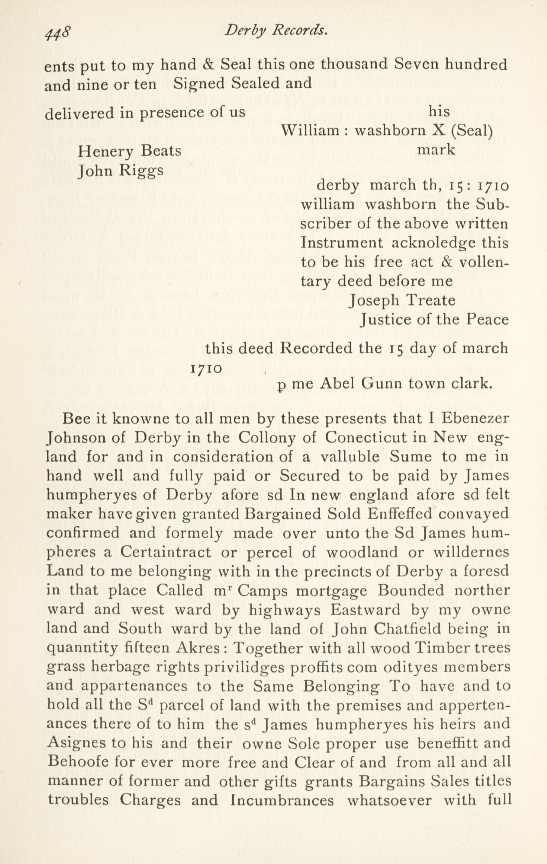 448 Derby Records.
ents put to my hand & Seal this one thousand Seven hundred
and nine or ten Signed Sealed and
delivered in presence of us his
William : washborn X (Seal)
Henery Beats mark
John Riggs
derby march th, 15 : 1710
william washborn the Sub-
scriber of the above written
Instrument acknoledge this
to be his free act & vollen-
tary deed before me
Joseph Treate
Justice of the Peace
this deed Recorded the 15 day of march
1710
p me Abel Gunn town clark.
Bee it knowne to all men by these presents that I Ebenezer
Johnson of Derby in the Collony of Conecticut in New eng-
land for and in consideration of a valluble Sume to me in
hand well and fully paid or Secured to be paid by James
humpheryes of Derby afore sd In new england afore sd felt
maker have given granted Bargained Sold Enffeffed convayed
confirmed and formely made over unto the Sd James hum-
pheres a Certaintract or percel of woodland or willdernes
Land to me belonging with in the precincts of Derby a foresd
in that place Called mʳ Camps mortgage Bounded norther
ward and west ward by highways Eastward by my owne
land and South ward by the land of John Chatfield being in
quanntity fifteen Akres : Together with all wood Timber trees
grass herbage rights privilidges proffits com odityes members
and appartenances to the Same Belonging To have and to
hold all the Sᵈ parcel of land with the premises and apperten-
ances there of to him the sᵈ James humpheryes his heirs and
Asignes to his and their owne Sole proper use beneffitt and
Behoofe for ever more free and Clear of and from all and all
manner of former and other gifts grants Bargains Sales titles
troubles Charges and Incumbrances whatsoever with full